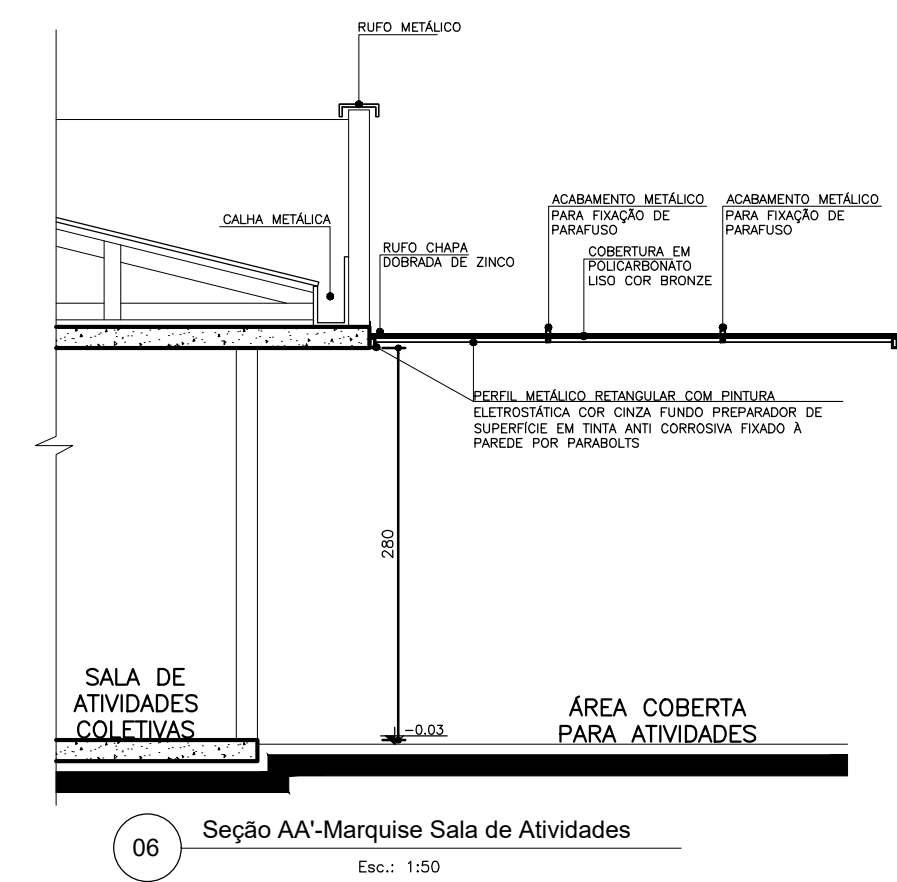 RUFO METÁLICO
ACABAMENTO METÁLICO
PARA FIXAÇÃO DE
PARAFUSO
ACABAMENTO METÁLICO
PARA FIXAÇÃO DE
PARAFUSO
CALHA METÁLICA
RUFO CHAPA
DOBRADA DE ZINCO
COBERTURA EM
POLICARBONATO
LISO COR BRONZE
PERFIL METÁLICO RETANGULAR COM PINTURA
ELETROSTÁTICA COR CINZA FUNDO PREPARADOR DE
SUPERFÍCIE EM TINTA ANTI CORROSIVA FIXADO À
PAREDE POR PARABOLTS
280
SALA DE
ATIVIDADES
COLETIVAS
-0.03
ÁREA COBERTA
PARA ATIVIDADES
06
Seção AA'-Marquise Sala de Atividades
Esc.: 1:50